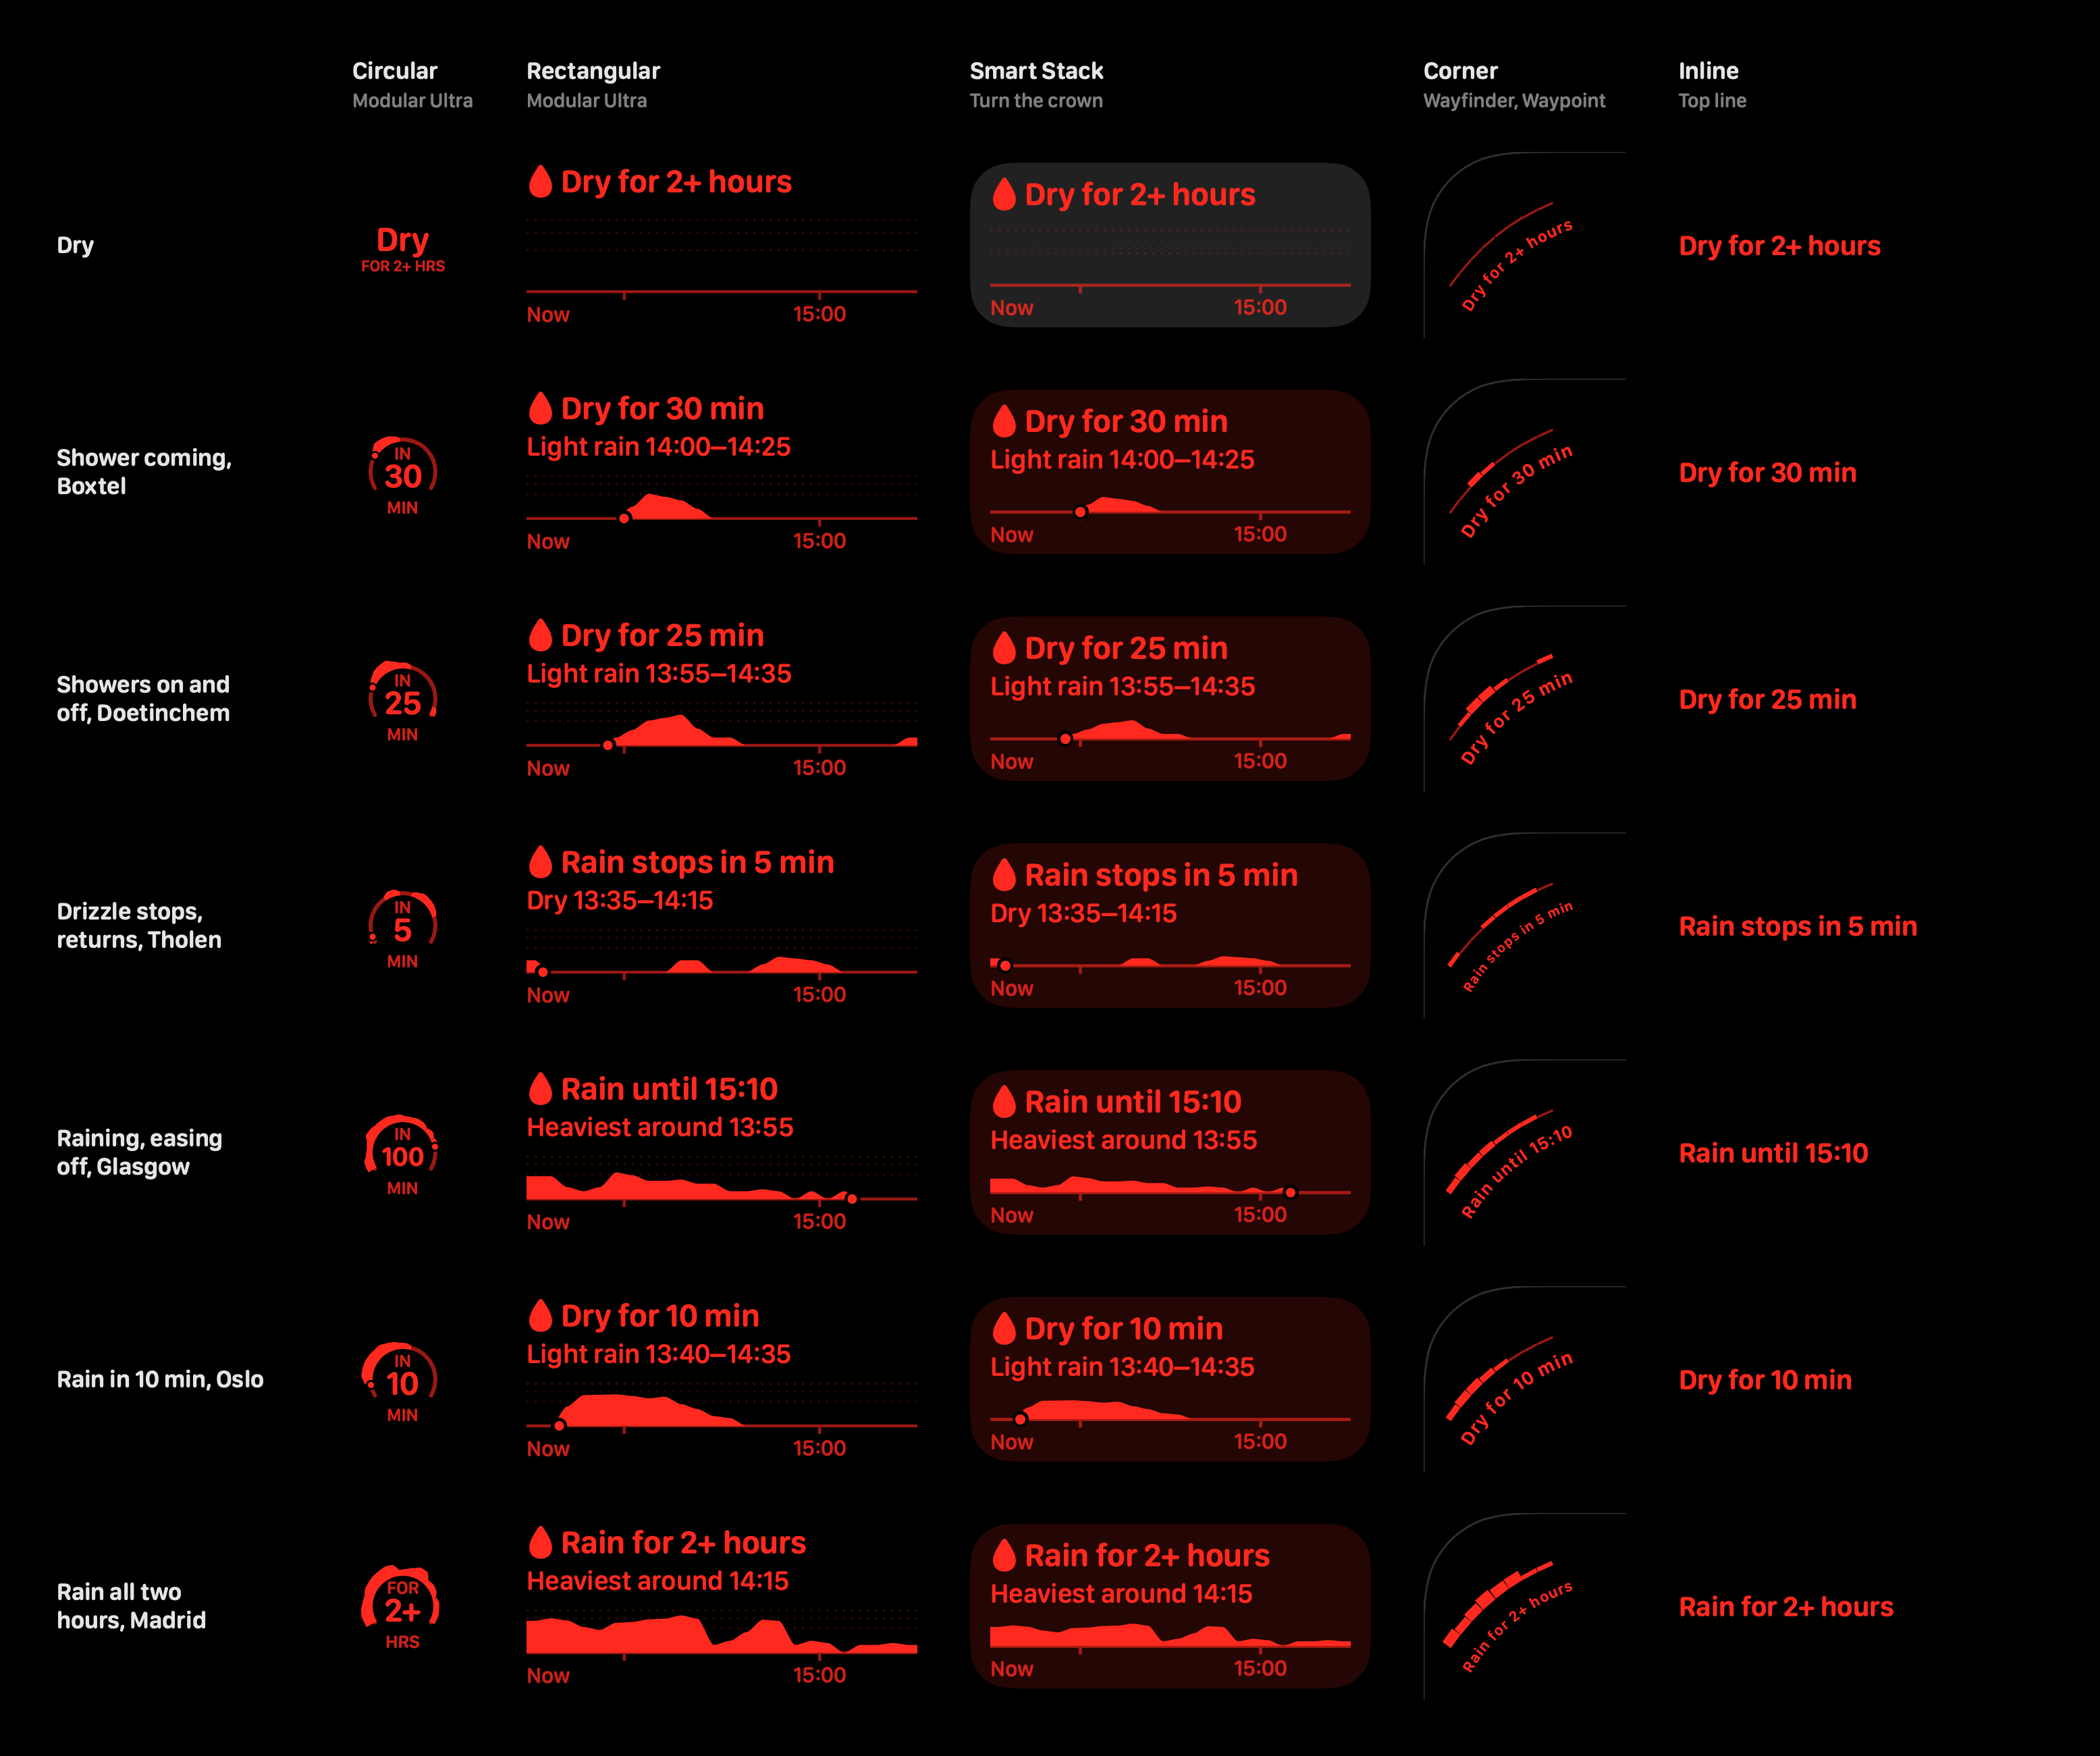 Circular
Modular Ultra
Rectangular
Modular Ultra
Smart Stack
Turn the crown
Corner
Wayfinder, Waypoint
Inline
Top line
Dry
Dry
FOR 2+ HRS
Dry for 2+ hours
Now
15:00
Dry for 2+ hours
Now
15:00
Dry for 2+ hours
Dry for 2+ hours
Shower coming,
Boxtel
IN
30
MIN
Dry for 30 min
Light rain 14:00–14:25
Now
15:00
Dry for 30 min
Light rain 14:00–14:25
Now
15:00
Dry for 30 min
Dry for 30 min
Showers on and
off, Doetinchem
IN
25
MIN
Dry for 25 min
Light rain 13:55–14:35
Now
15:00
Dry for 25 min
Light rain 13:55–14:35
Now
15:00
Dry for 25 min
Dry for 25 min
Drizzle stops,
returns, Tholen
IN
5
MIN
Rain stops in 5 min
Dry 13:35–14:15
Now
15:00
Rain stops in 5 min
Dry 13:35–14:15
Now
15:00
Rain stops in 5 min
Rain stops in 5 min
Raining, easing
off, Glasgow
IN
100
MIN
Rain until 15:10
Heaviest around 13:55
Now
15:00
Rain until 15:10
Heaviest around 13:55
Now
15:00
Rain until 15:10
Rain until 15:10
Rain in 10 min, Oslo
IN
10
MIN
Dry for 10 min
Light rain 13:40–14:35
Now
15:00
Dry for 10 min
Light rain 13:40–14:35
Now
15:00
Dry for 10 min
Dry for 10 min
Rain all two
hours, Madrid
FOR
2+
HRS
Rain for 2+ hours
Heaviest around 14:15
Now
15:00
Rain for 2+ hours
Heaviest around 14:15
Now
15:00
Rain for 2+ hours
Rain for 2+ hours